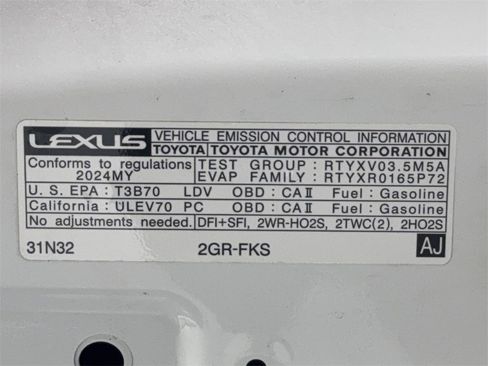 LEXUS VEHICLE EMISSION CONTROL INFORMATION
TOYOTA TOYOTA MOTOR CORPORATION
Conforms to regulations TEST GROUP : RTYXV03.5M5A
2024MY EVAP FAMILY : RTYXR0165P72
U.S. EPA : T3B70 LDV OBD : CAⅡ Fuel : Gasoline
California : ULEV70 PC OBD : CAⅡ Fuel : Gasoline
No adjustments needed. DFI+SFI, 2WR-HO2S, 2TWC(2), 2HO2S
31N32 2GR-FKS AJ